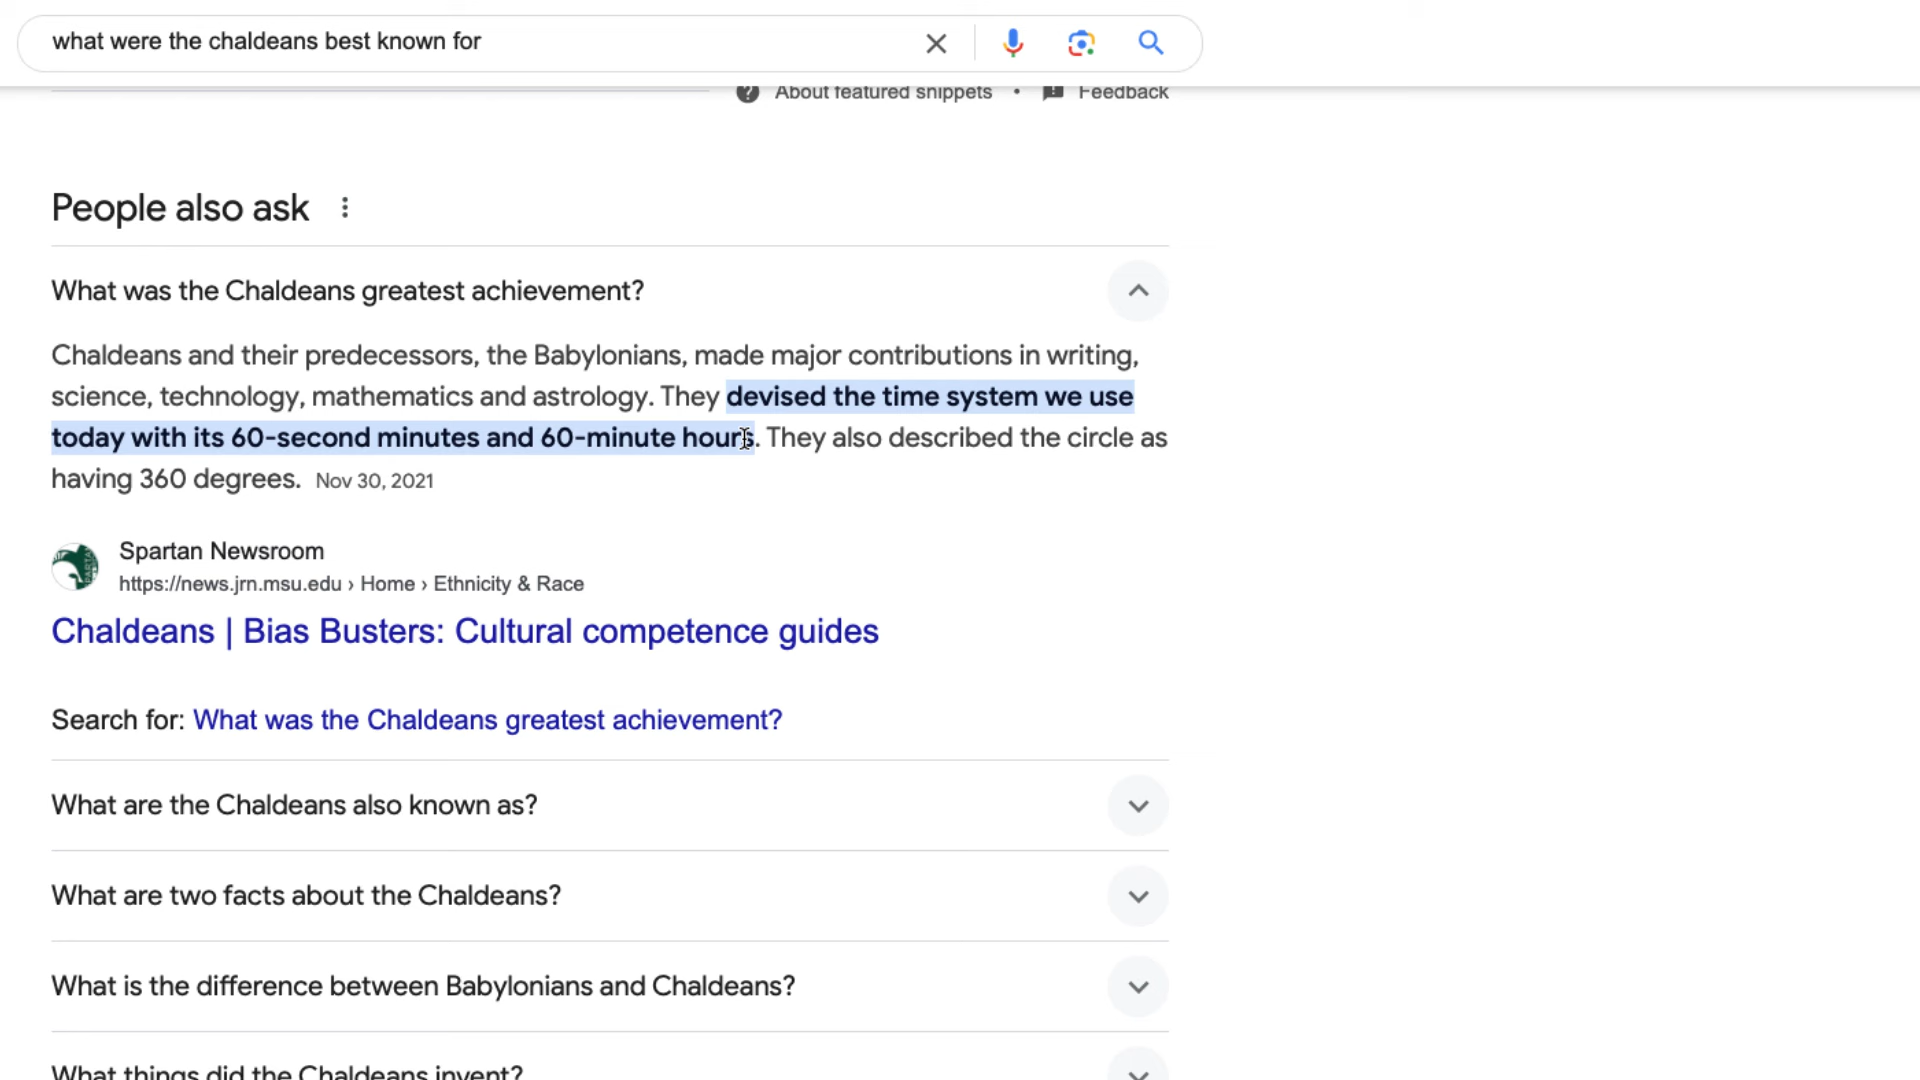 what were the chaldeans best known for
About featured snippets • Feedback
People also ask
What was the Chaldeans greatest achievement?
Chaldeans and their predecessors, the Babylonians, made major contributions in writing,
science, technology, mathematics and astrology. They devised the time system we use
today with its 60-second minutes and 60-minute hours. They also described the circle as
having 360 degrees. Nov 30, 2021
Spartan Newsroom
https://news.jrn.msu.edu › Home › Ethnicity & Race
Chaldeans | Bias Busters: Cultural competence guides
Search for: What was the Chaldeans greatest achievement?
What are the Chaldeans also known as?
What are two facts about the Chaldeans?
What is the difference between Babylonians and Chaldeans?
What things did the Chaldeans invent?